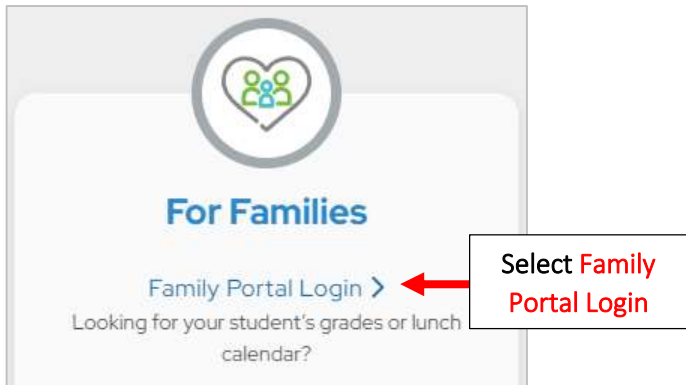 For Families
Family Portal Login >
Select Family
Portal Login
Looking for your student's grades or lunch
calendar?